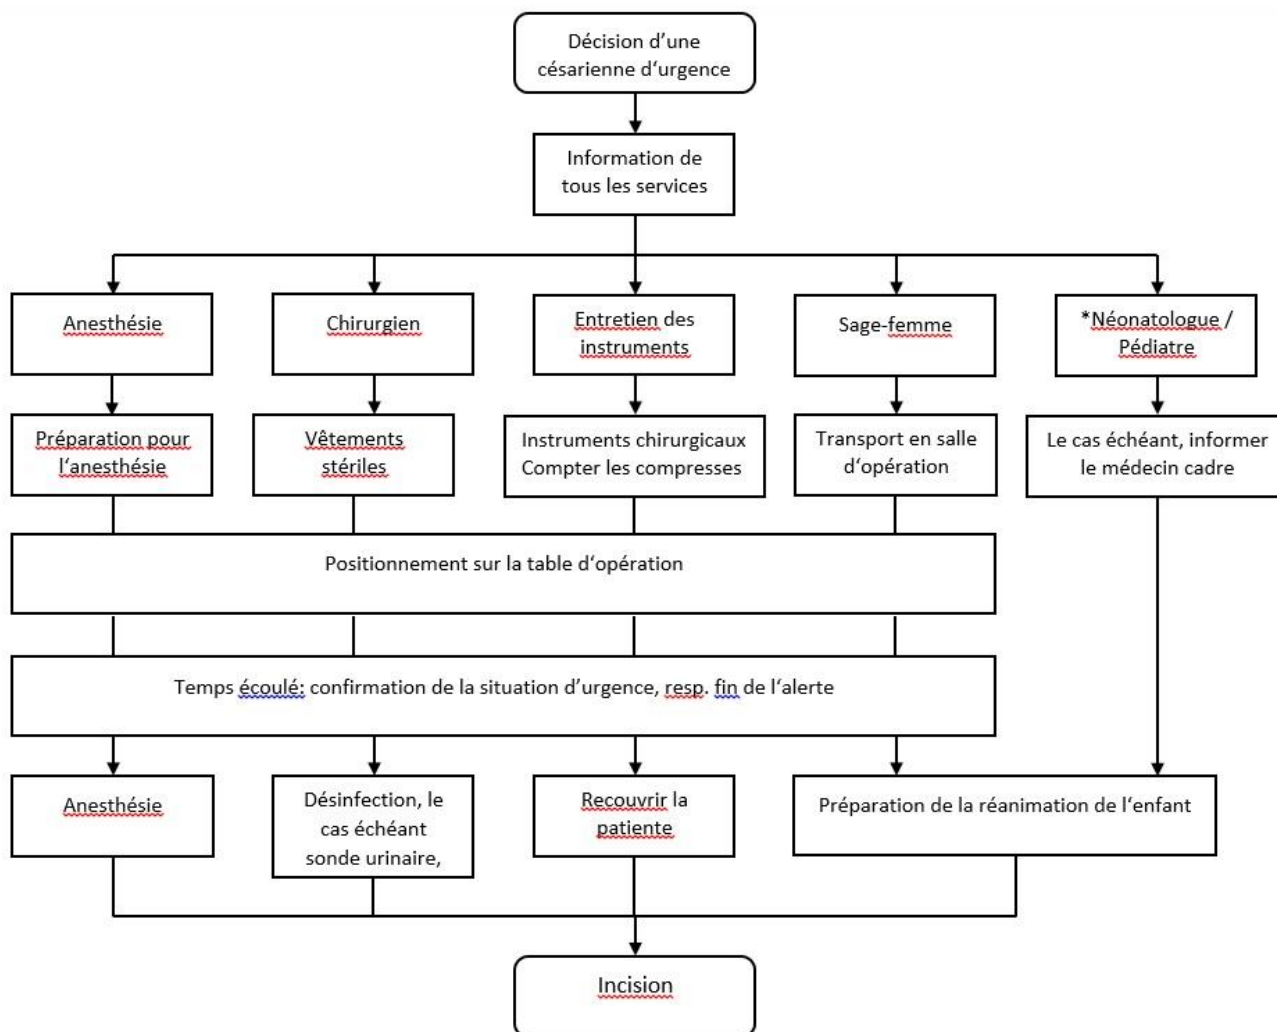 Décision d’une
césarienne d‘urgence
Information de
tous les services
Anesthésie
Chirurgien
Entretien des
instruments
Sage-femme
*Néonatologue /
Pédiatre
Préparation pour
l‘anesthésie
Vêtements
stériles
Instruments chirurgicaux
Compter les compresses
Transport en salle
d‘opération
Le cas échéant, informer
le médecin cadre
Positionnement sur la table d‘opération
Temps écoulé: confirmation de la situation d’urgence, resp. fin de l‘alerte
Anesthésie
Désinfection, le
cas échéant
sonde urinaire,
Recouvrir la
patiente
Préparation de la réanimation de l‘enfant
Incision